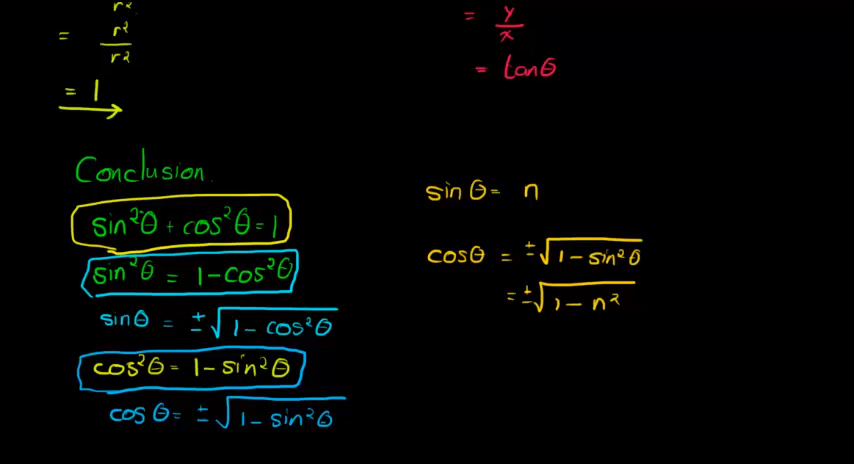 r²
= r²
r²
= 1
= y
x
= tanθ
Conclusion.
sin²θ + cos²θ = 1
sin²θ = 1 - cos²θ
sinθ = ±√1 - cos²θ
cos²θ = 1 - sin²θ
cosθ = ±√1 - sin²θ
sinθ = n
cosθ = ±√1 - sin²θ
= ±√1 - n²